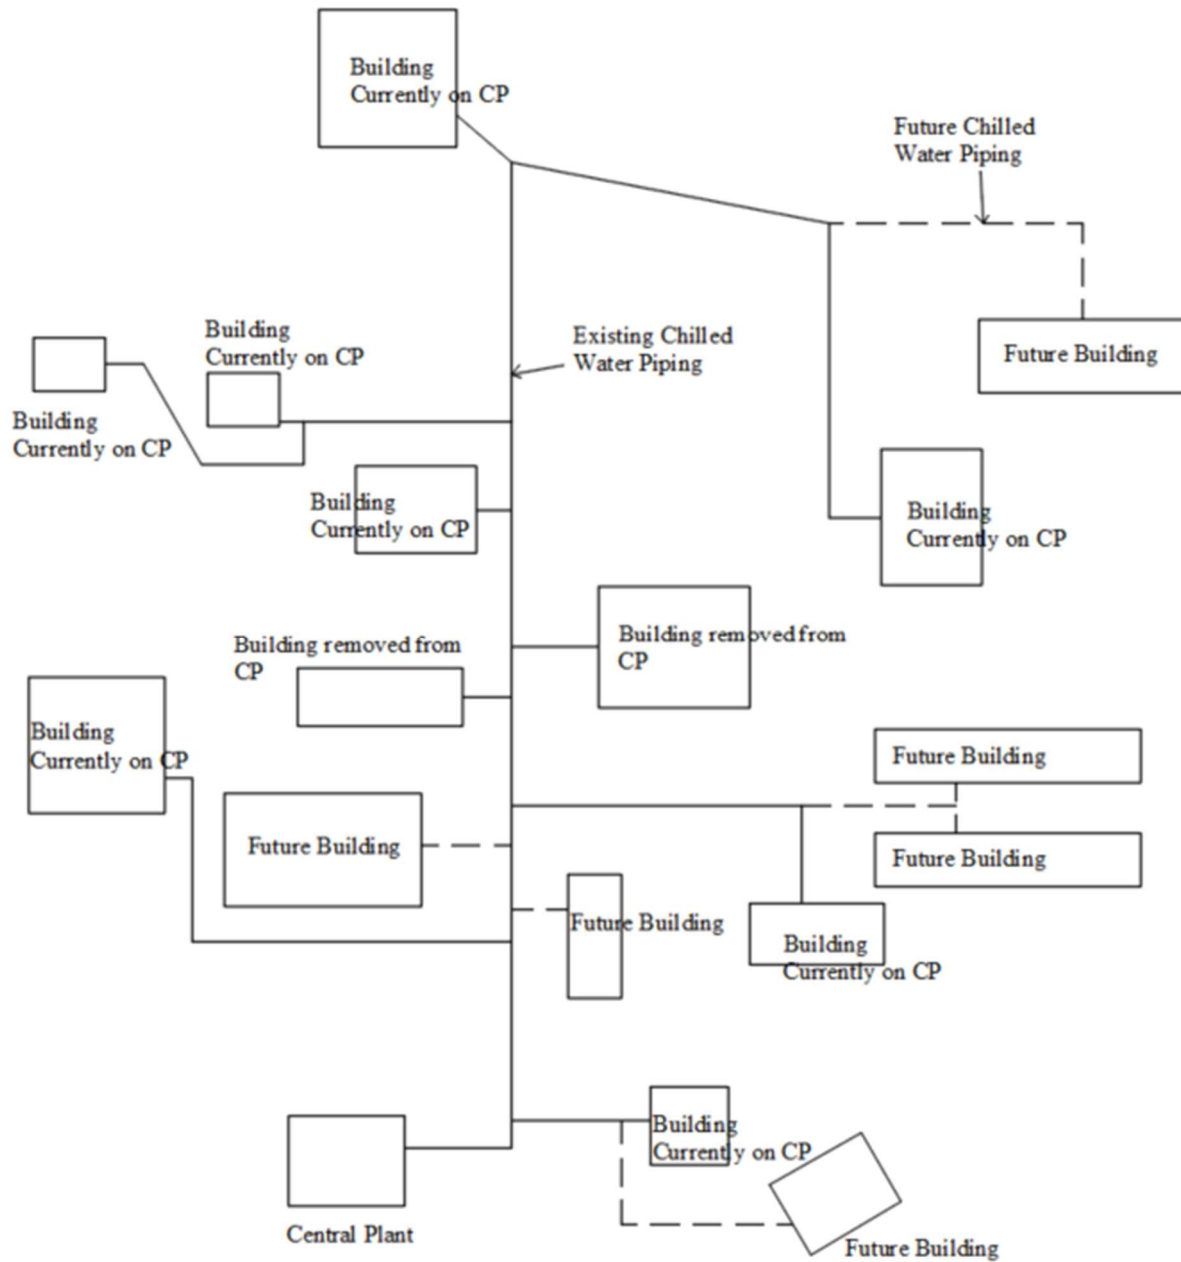 Building
Currently on CP
Future Chilled
Water Piping
Building
Currently on CP
Existing Chilled
Water Piping
Future Building
Building
Currently on CP
Building
Currently on CP
Building
Currently on CP
Building removed from
CP
Building removed from
CP
Building
Currently on CP
Future Building
Future Building
Future Building
Future Building
Building
Currently on CP
Building
Currently on CP
Central Plant
Future Building